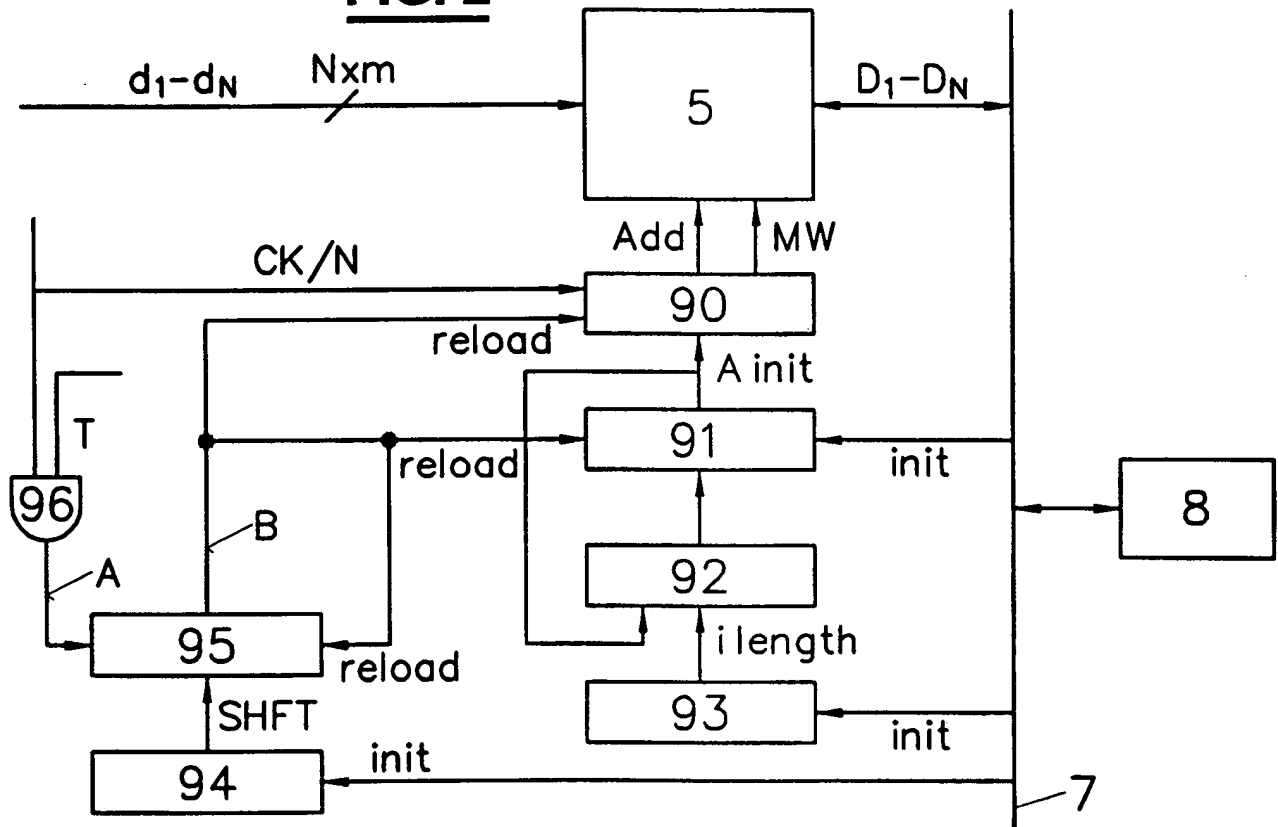 d1-dN
Nxm
5
D1-DN
Add
MW
CK/N
90
reload
A init
T
91
reload
init
96
8
B
92
A
95
i length
reload
SHFT
93
init
94
init
7